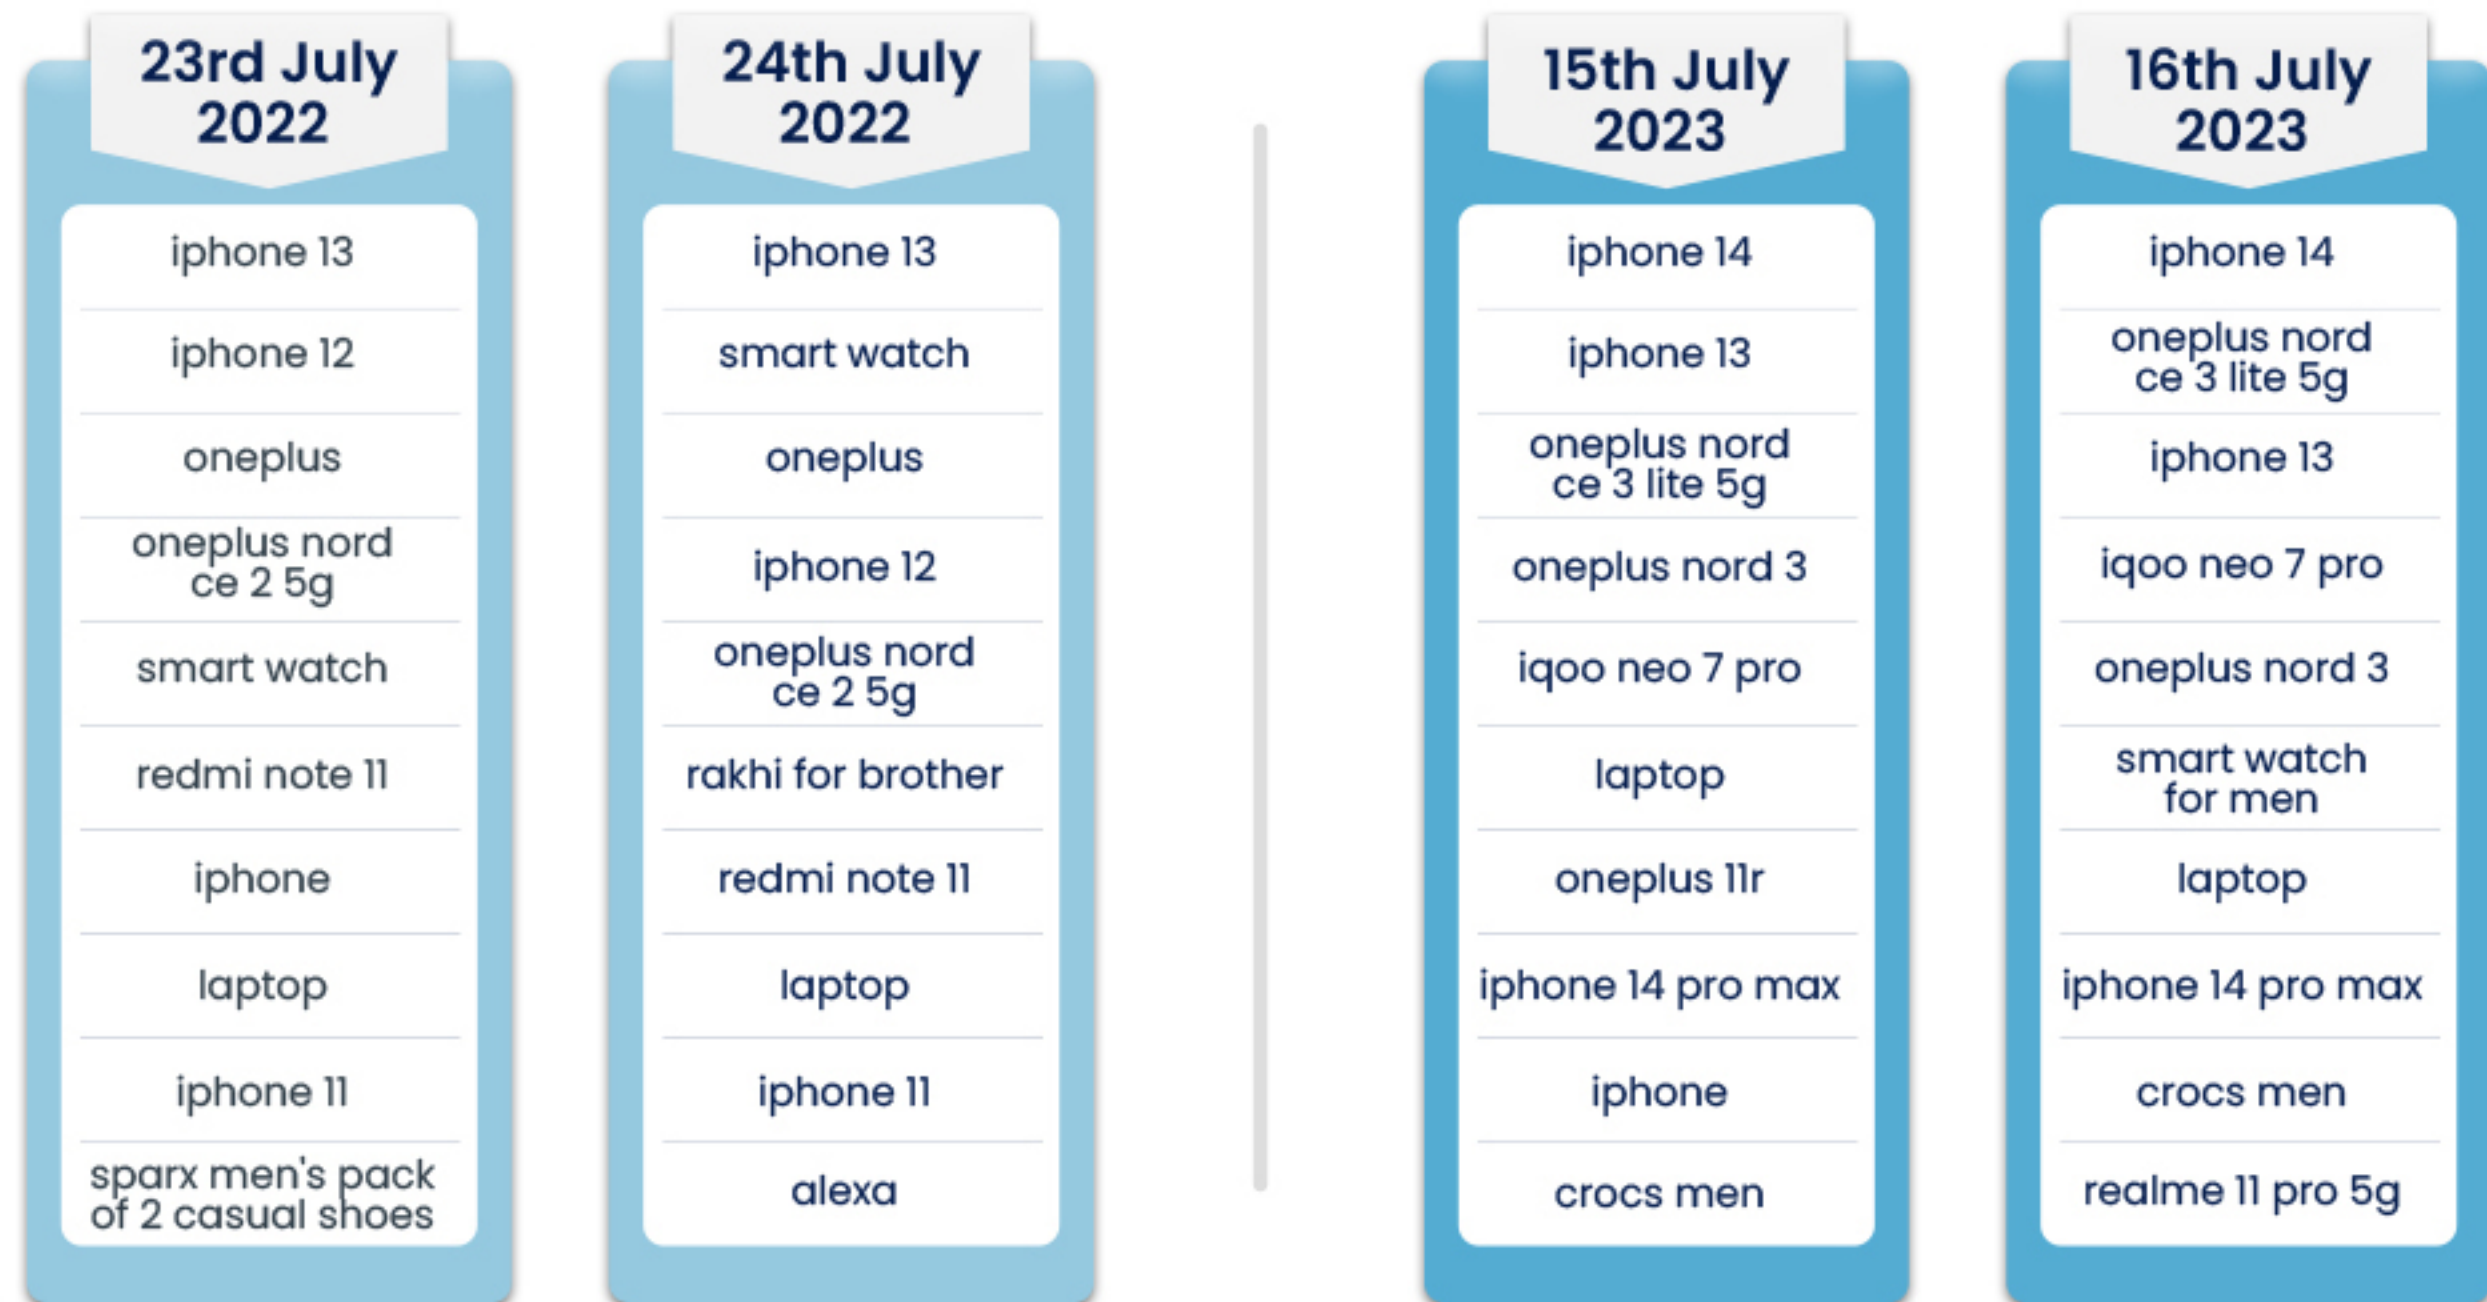 23rd July
2022
iphone 13
iphone 12
oneplus
oneplus nord
ce 2 5g
smart watch
redmi note 11
iphone
laptop
iphone 11
sparx men's pack
of 2 casual shoes
24th July
2022
iphone 13
smart watch
oneplus
iphone 12
oneplus nord
ce 2 5g
rakhi for brother
redmi note 11
laptop
iphone 11
alexa
15th July
2023
iphone 14
iphone 13
oneplus nord
ce 3 lite 5g
oneplus nord 3
iqoo neo 7 pro
laptop
oneplus 11r
iphone 14 pro max
iphone
crocs men
16th July
2023
iphone 14
oneplus nord
ce 3 lite 5g
iphone 13
iqoo neo 7 pro
oneplus nord 3
smart watch
for men
laptop
iphone 14 pro max
crocs men
realme 11 pro 5g